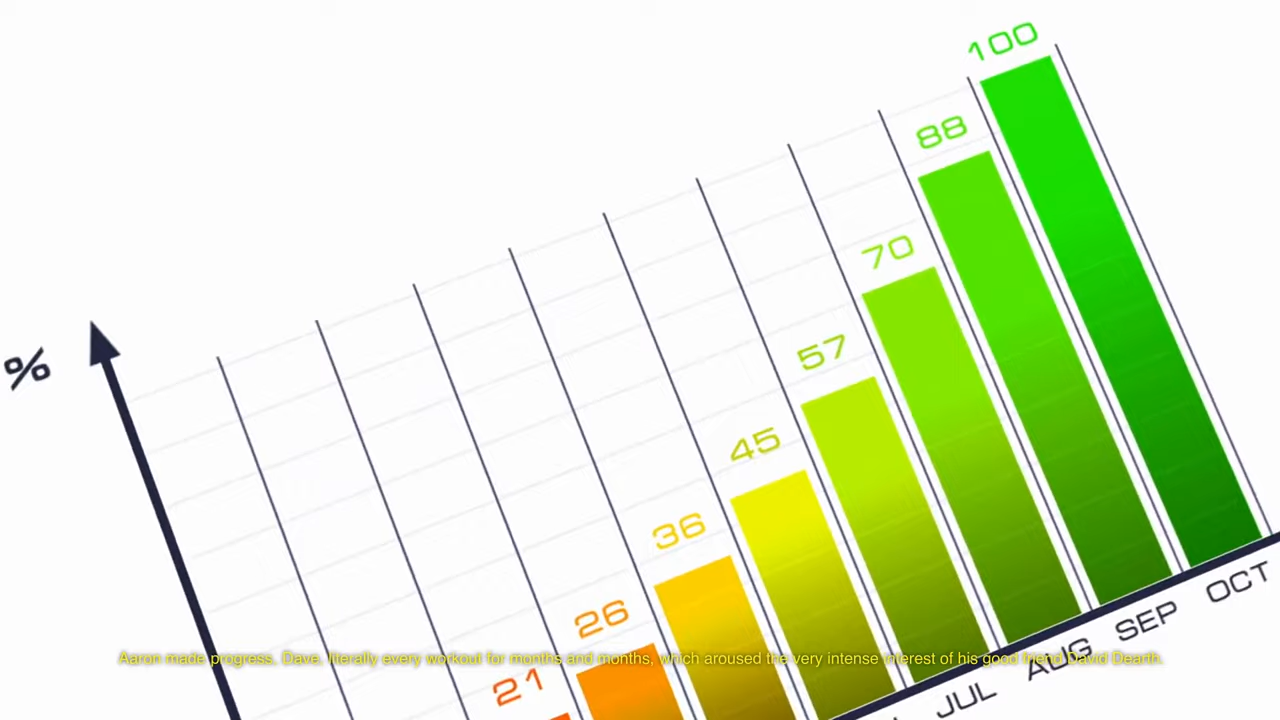 100
88
70
57
45
36
26
21
%
OCT
SEP
AUG
JUL
Aaron made progress, Dave, literally every workout for months and months, which aroused the very intense interest of his good friend David Dearth.